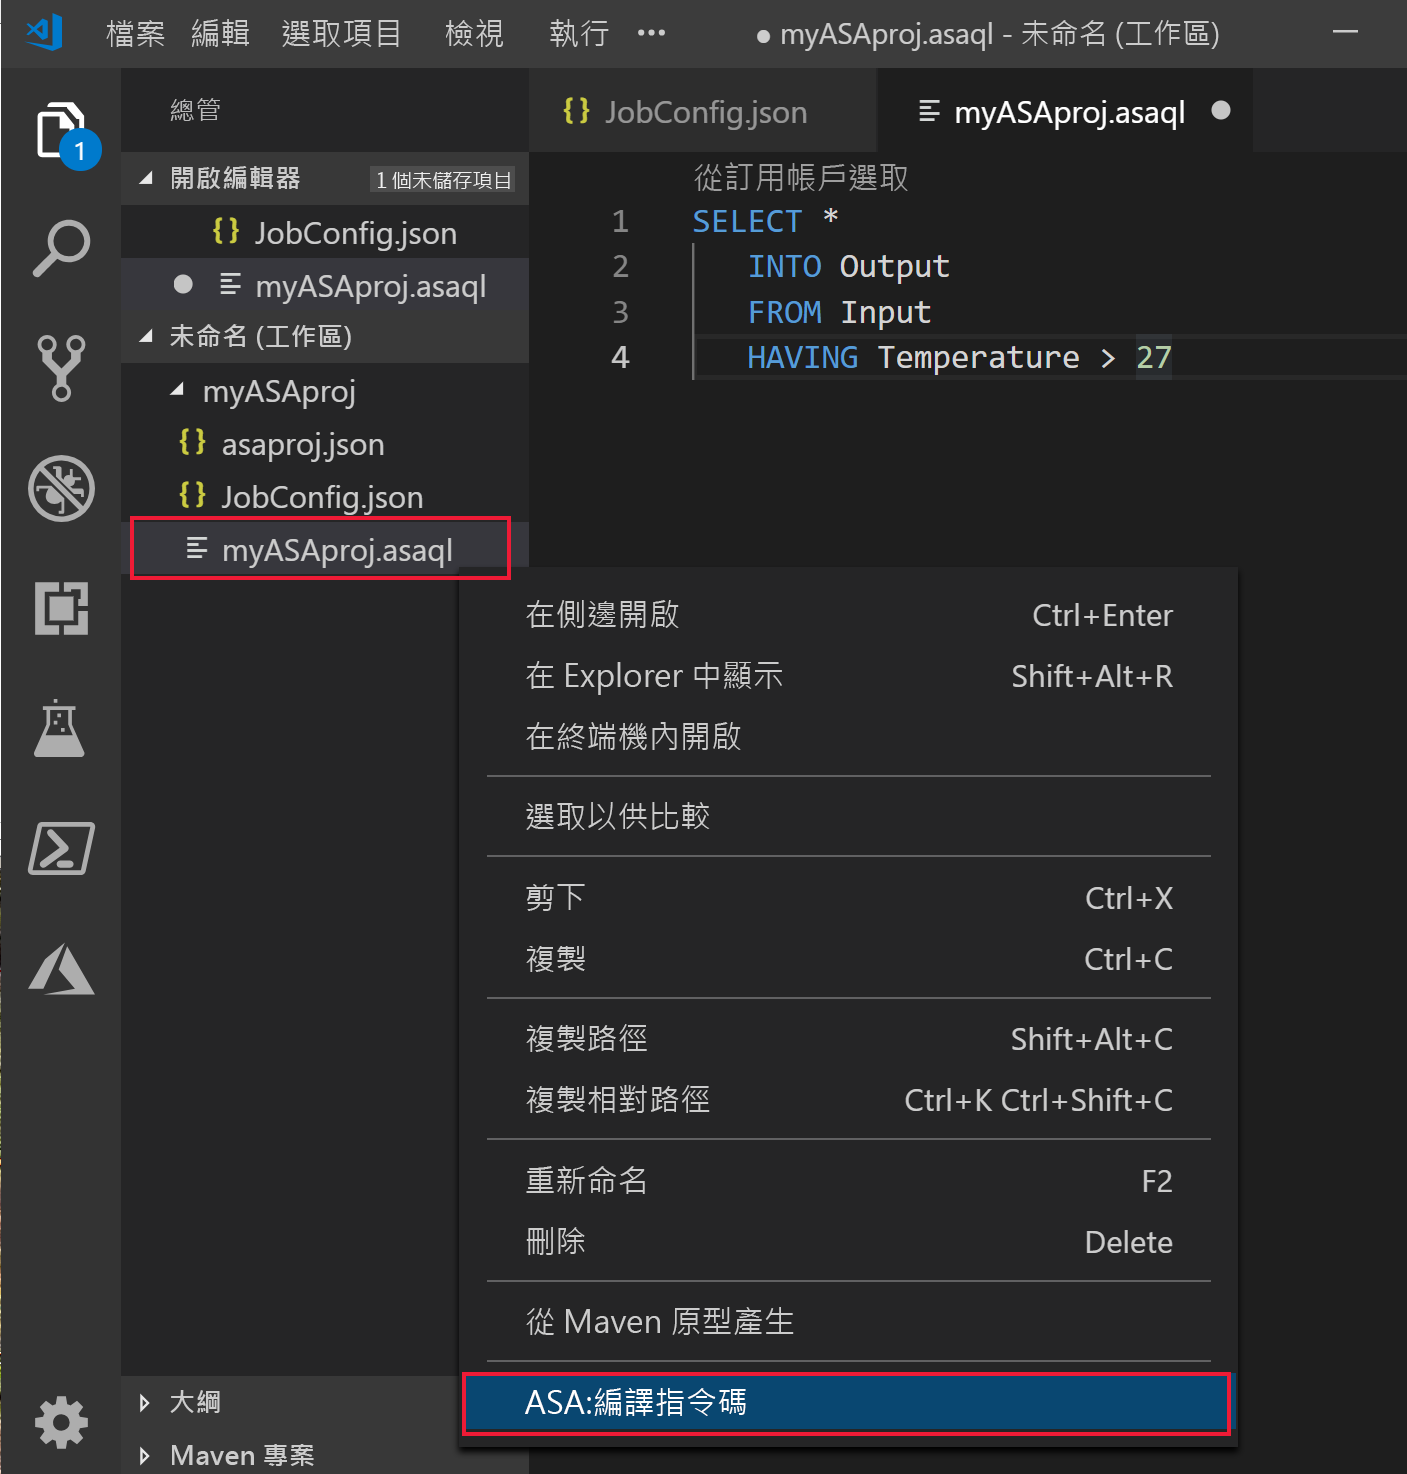 檔案 編輯 選取項目 檢視 執行 ••• ● myASAproj.asaql - 未命名 (工作區)
總管
開啟編輯器 1 個未儲存項目
{} JobConfig.json
myASAproj.asaql
未命名 (工作區)
myASAproj
{} asaproj.json
{} JobConfig.json
myASAproj.asaql
1
{} JobConfig.json
myASAproj.asaql
從訂用帳戶選取
1 SELECT *
2 INTO Output
3 FROM Input
4 HAVING Temperature > 27
在側邊開啟 Ctrl+Enter
在 Explorer 中顯示 Shift+Alt+R
在終端機內開啟
選取以供比較
剪下 Ctrl+X
複製 Ctrl+C
複製路徑 Shift+Alt+C
複製相對路徑 Ctrl+K Ctrl+Shift+C
重新命名 F2
刪除 Delete
從 Maven 原型產生
ASA:編譯指令碼
大綱
Maven 專案